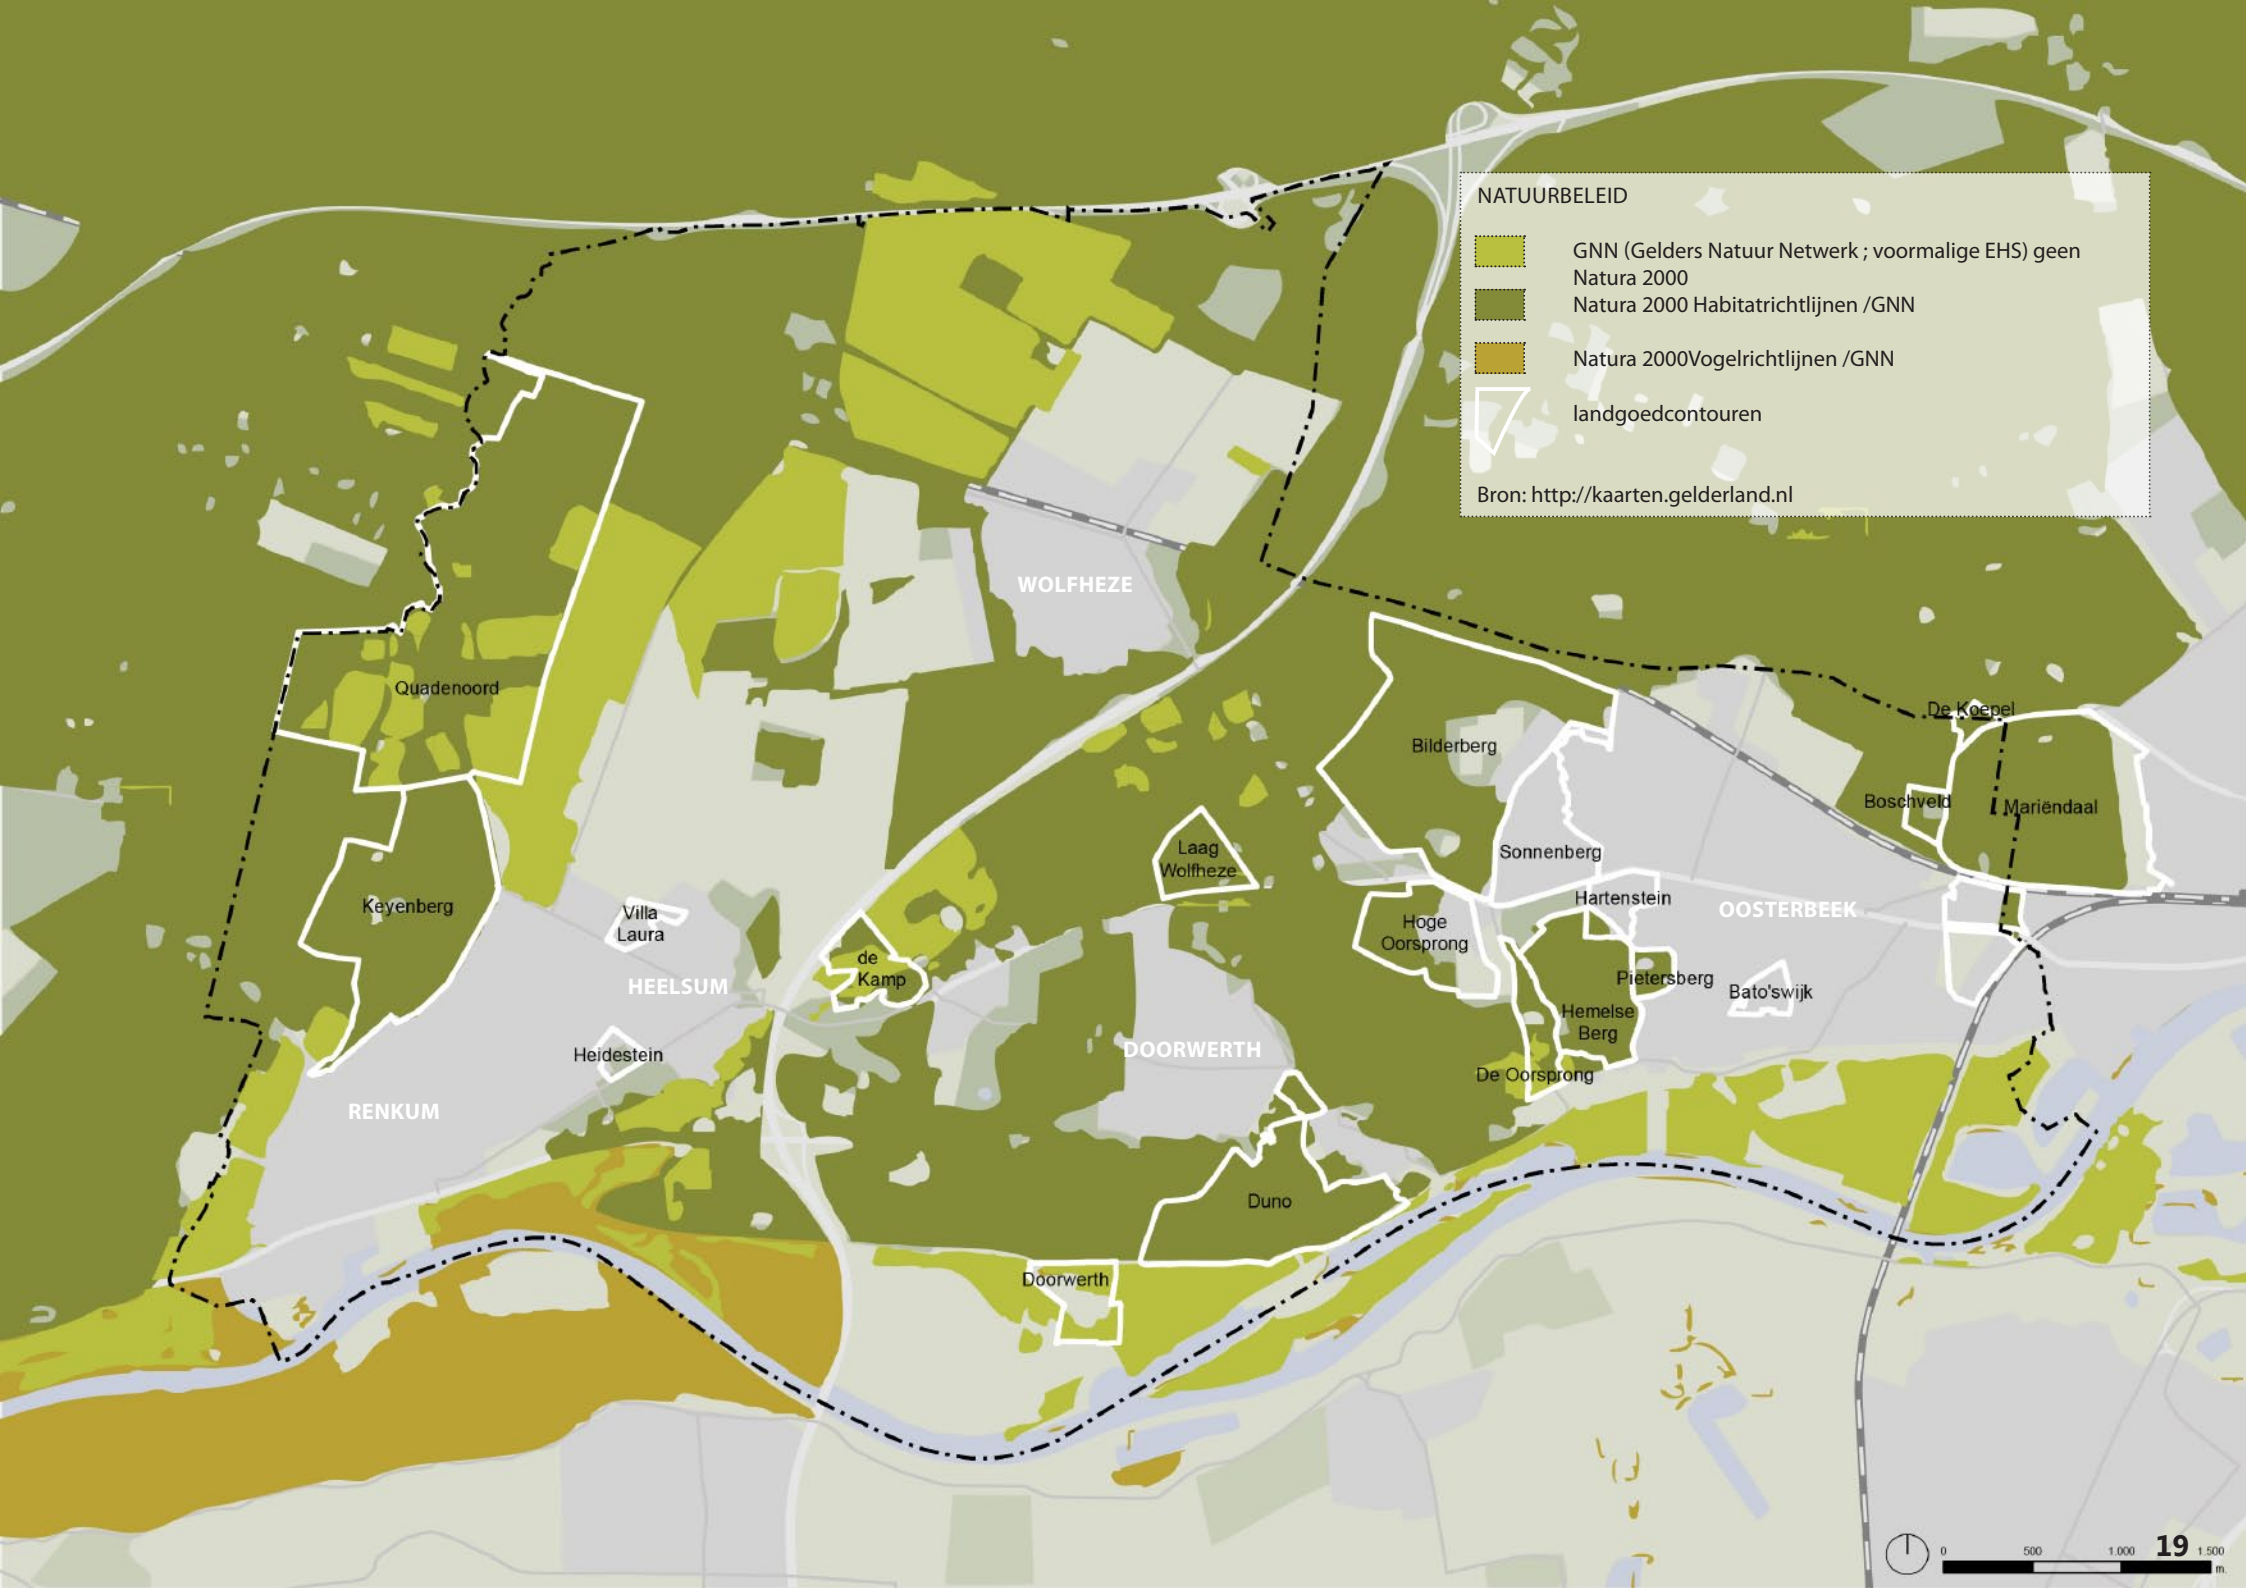 NATUURBELEID
GNN (Gelders Natuur Netwerk ; voormalige EHS) geen
Natura 2000
Natura 2000 Habitatrichtlijnen /GNN
Natura 2000Vogelrichtlijnen /GNN
landgoedcontouren
Bron: http://kaarten.gelderland.nl
WOLFHEZE
Quadenoord
De Koepel
Bilderberg
Boschveld
Mariëndaal
Laag
Wolfheze
Sonnenberg
Keyenberg
Villa
Laura
Hartenstein
OOSTERBEEK
Hoge
Oorsprong
de
Kamp
HEELSUM
Pietersberg
Bato'swijk
Hemelse
Berg
Heidestein
DOORWERTH
De Oorsprong
RENKUM
Duno
Doorwerth
0 500 1.000 1.500
m.
19